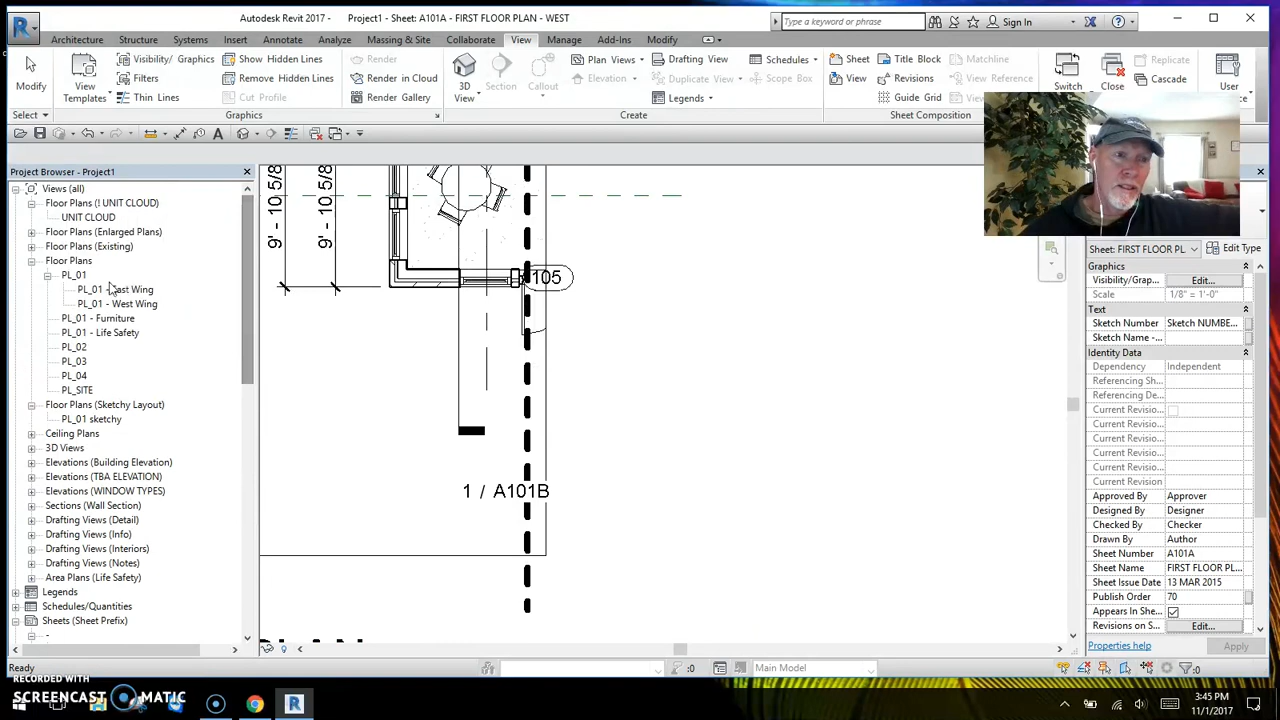 Autodesk Revit 2017 - Project1 - Sheet: A101A - FIRST FLOOR PLAN - WEST
Type a keyword or phrase
Sign In
Architecture Structure Systems Insert Annotate Analyze Massing & Site Collaborate View Manage Add-Ins Modify
Modify
View Templates
Visibility/ Graphics
Filters
Thin Lines
Show Hidden Lines
Remove Hidden Lines
Cut Profile
Render
Render in Cloud
Render Gallery
3D View
Section
Callout
Plan Views
Elevation
Drafting View
Duplicate View
Legends
Schedules
Scope Box
Sheet
View
Title Block
Revisions
Guide Grid
Matchline
View Reference
Switch
Close
Replicate
Cascade
User
Select
Graphics
Create
Sheet Composition
Project Browser - Project1
Views (all)
Floor Plans (! UNIT CLOUD)
UNIT CLOUD
Floor Plans (Enlarged Plans)
Floor Plans (Existing)
Floor Plans
PL_01
PL_01 - East Wing
PL_01 - West Wing
PL_01 - Furniture
PL_01 - Life Safety
PL_02
PL_03
PL_04
PL_SITE
Floor Plans (Sketchy Layout)
PL_01 sketchy
Ceiling Plans
3D Views
Elevations (Building Elevation)
Elevations (TBA ELEVATION)
Elevations (WINDOW TYPES)
Sections (Wall Section)
Drafting Views (Detail)
Drafting Views (Info)
Drafting Views (Interiors)
Drafting Views (Notes)
Area Plans (Life Safety)
Legends
Schedules/Quantities
Sheets (Sheet Prefix)
-
9' - 10 5/8
9' - 10 5/8
105
1 / A101B
Sheet: FIRST FLOOR PL
Edit Type
Graphics
Visibility/Grap... Edit...
Scale 1/8" = 1'-0"
Text
Sketch Number Sketch NUMBE...
Sketch Name -...
Identity Data
Dependency Independent
Referencing Sh...
Referencing De...
Current Revisio...
Current Revisio...
Current Revisio...
Current Revisio...
Current Revision
Approved By Approver
Designed By Designer
Checked By Checker
Drawn By Author
Sheet Number A101A
Sheet Name FIRST FLOOR PL...
Sheet Issue Date 13 MAR 2015
Publish Order 70
Appears In She...
Revisions on S... Edit...
Properties help
Apply
Ready
:0
Main Model
:0
RECORDED WITH
SCREENCAST MATIC
3:45 PM
11/1/2017